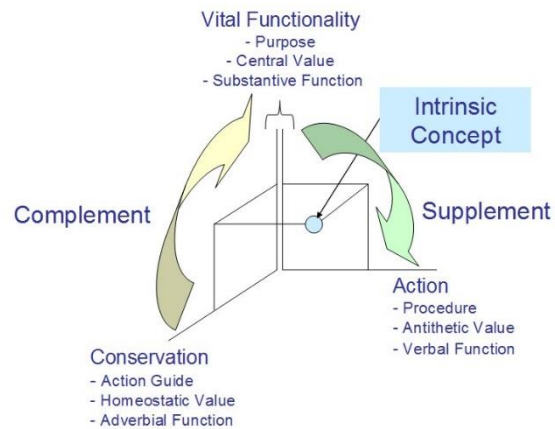 Vital Functionality
- Purpose
- Central Value
- Substantive Function
Intrinsic
Concept
Complement
Supplement
Action
- Procedure
- Antithetic Value
- Verbal Function
Conservation
- Action Guide
- Homeostatic Value
- Adverbial Function